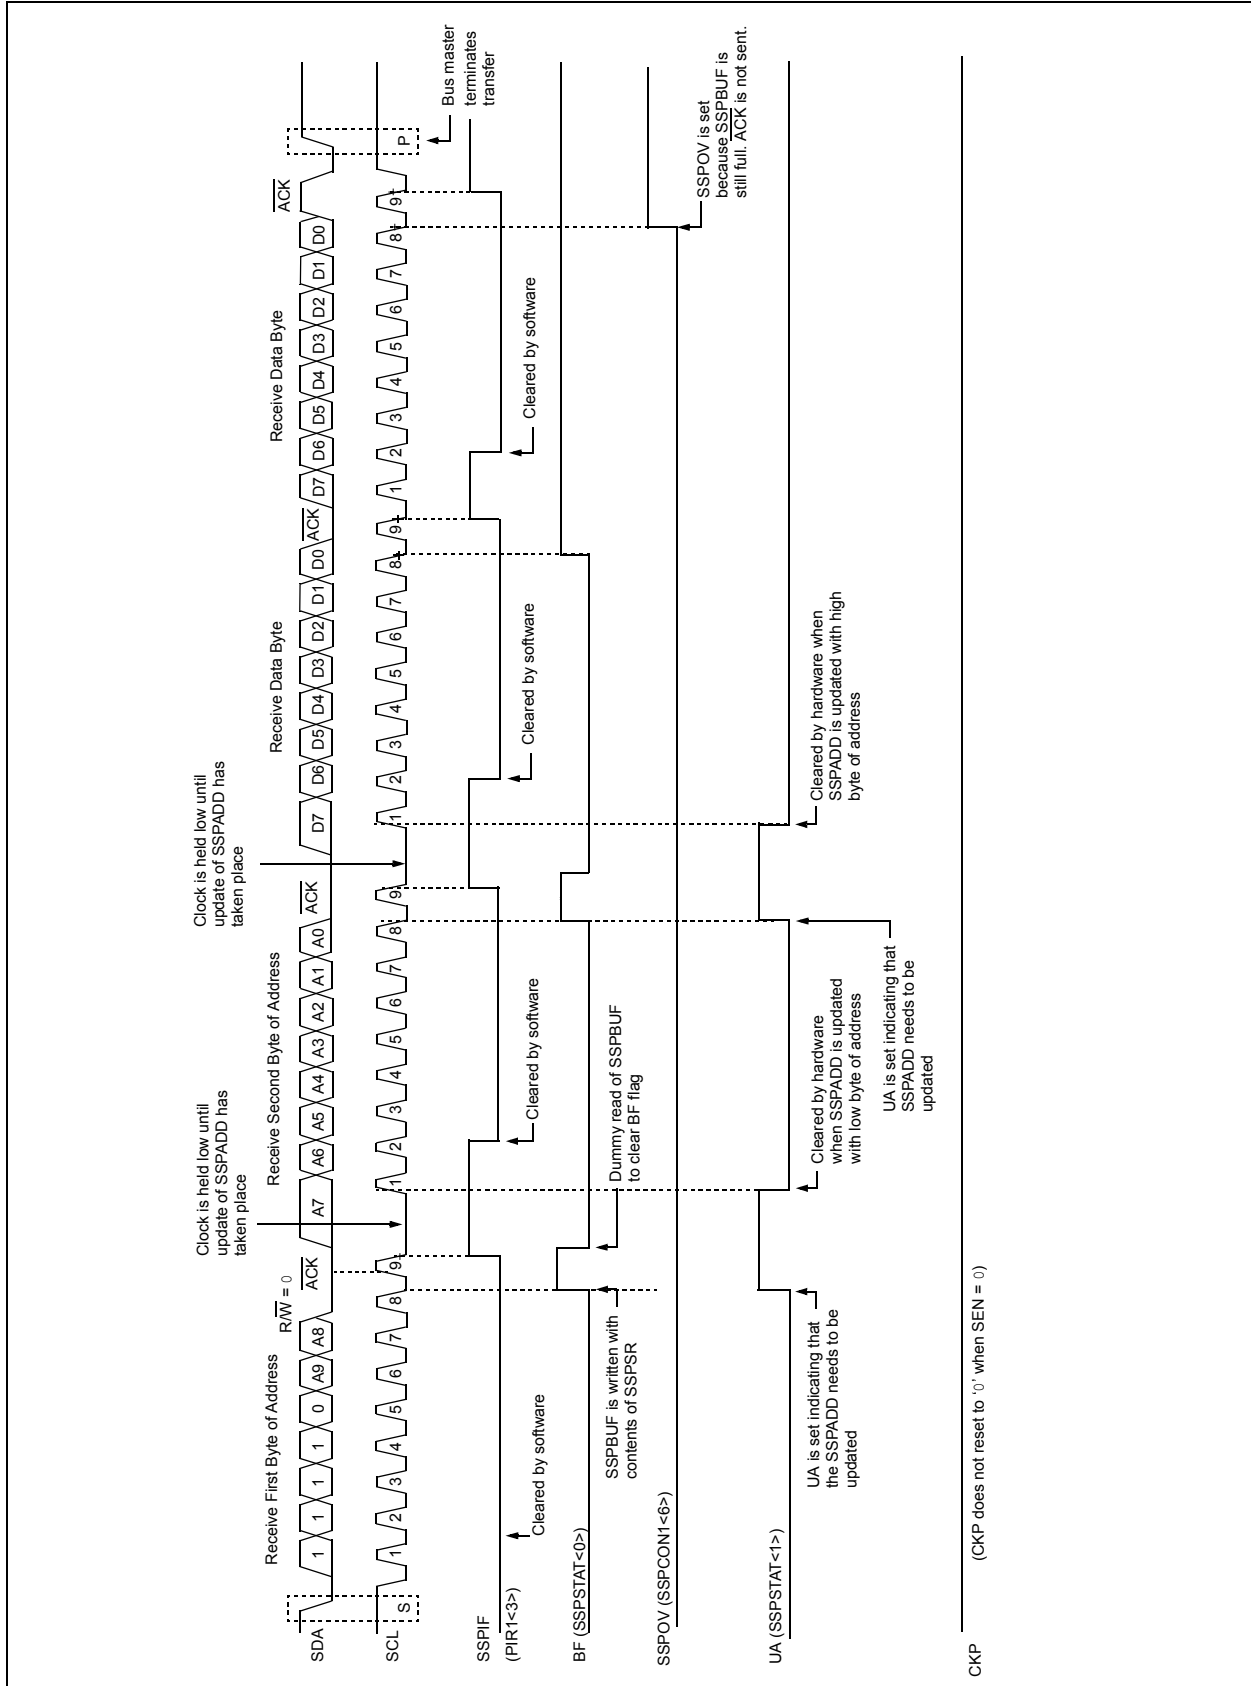 Clock is held low until
update of SSPADD has
taken place
Clock is held low until
update of SSPADD has
taken place
Receive First Byte of Address
R/W = 0
ACK
Receive Second Byte of Address
ACK
Receive Data Byte
ACK
Receive Data Byte
ACK
SDA
1 1 1 1 0 A9 A8
A7 A6 A5 A4 A3 A2 A1 A0
D7 D6 D5 D4 D3 D2 D1 D0
D7 D6 D5 D4 D3 D2 D1 D0
SCL
S
1 2 3 4 5 6 7 8 9
1 2 3 4 5 6 7 8 9
1 2 3 4 5 6 7 8 9
1 2 3 4 5 6 7 8 9
P
Bus master
terminates
transfer
SSPIF
(PIR1<3>)
Cleared by software
Cleared by software
Cleared by software
Cleared by software
BF (SSPSTAT<0>)
SSPBUF is written with
contents of SSPSR
Dummy read of SSPBUF
to clear BF flag
SSPOV (SSPCON1<6>)
SSPOV is set
because SSPBUF is
still full. ACK is not sent.
UA (SSPSTAT<1>)
UA is set indicating that
the SSPADD needs to be
updated
Cleared by hardware
when SSPADD is updated
with low byte of address
UA is set indicating that
SSPADD needs to be
updated
Cleared by hardware when
SSPADD is updated with high
byte of address
CKP
(CKP does not reset to ‘0’ when SEN = 0)